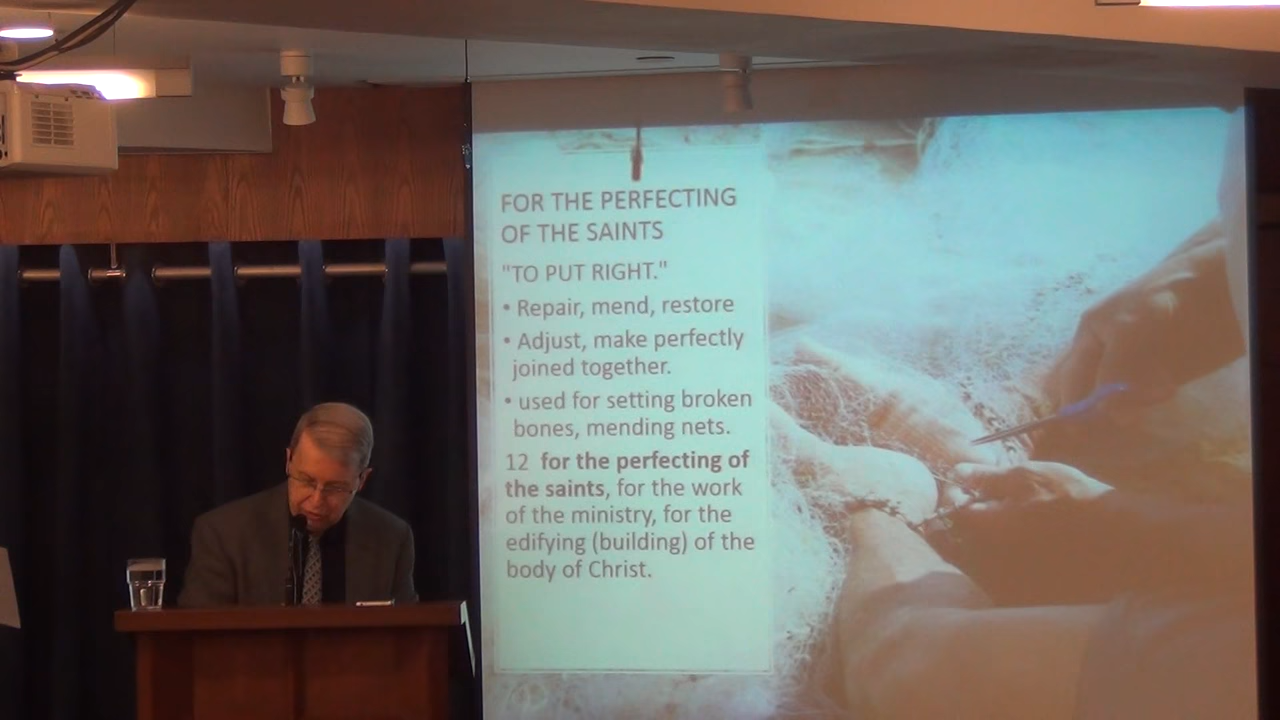 FOR THE PERFECTING
OF THE SAINTS
"TO PUT RIGHT."
• Repair, mend, restore
• Adjust, make perfectly
joined together.
• used for setting broken
bones, mending nets.
12 for the perfecting of
the saints, for the work
of the ministry, for the
edifying (building) of the
body of Christ.